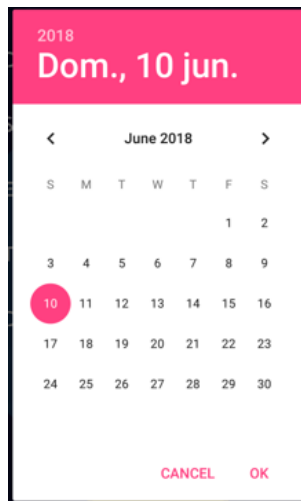 2018
Dom., 10 jun.
June 2018
S M T W T F S
1 2
3 4 5 6 7 8 9
10 11 12 13 14 15 16
17 18 19 20 21 22 23
24 25 26 27 28 29 30
CANCEL OK